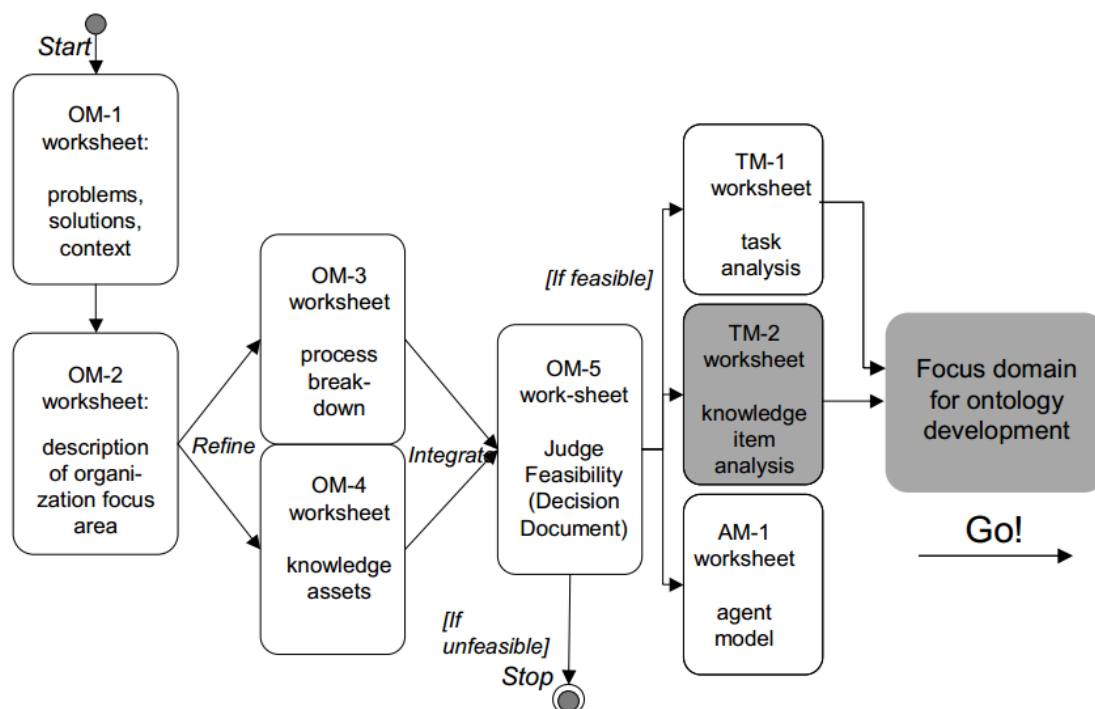 Start
OM-1
worksheet:
problems,
solutions,
context
OM-2
worksheet:
description
of organi-
zation focus
area
Refine
OM-3
worksheet
process
break-
down
OM-4
worksheet
knowledge
assets
Integrate
OM-5
work-sheet
Judge
Feasibility
(Decision
Document)
[If
unfeasible]
Stop
[If feasible]
TM-1
worksheet
task
analysis
TM-2
worksheet
knowledge
item
analysis
AM-1
worksheet
agent
model
Focus domain
for ontology
development
Go!